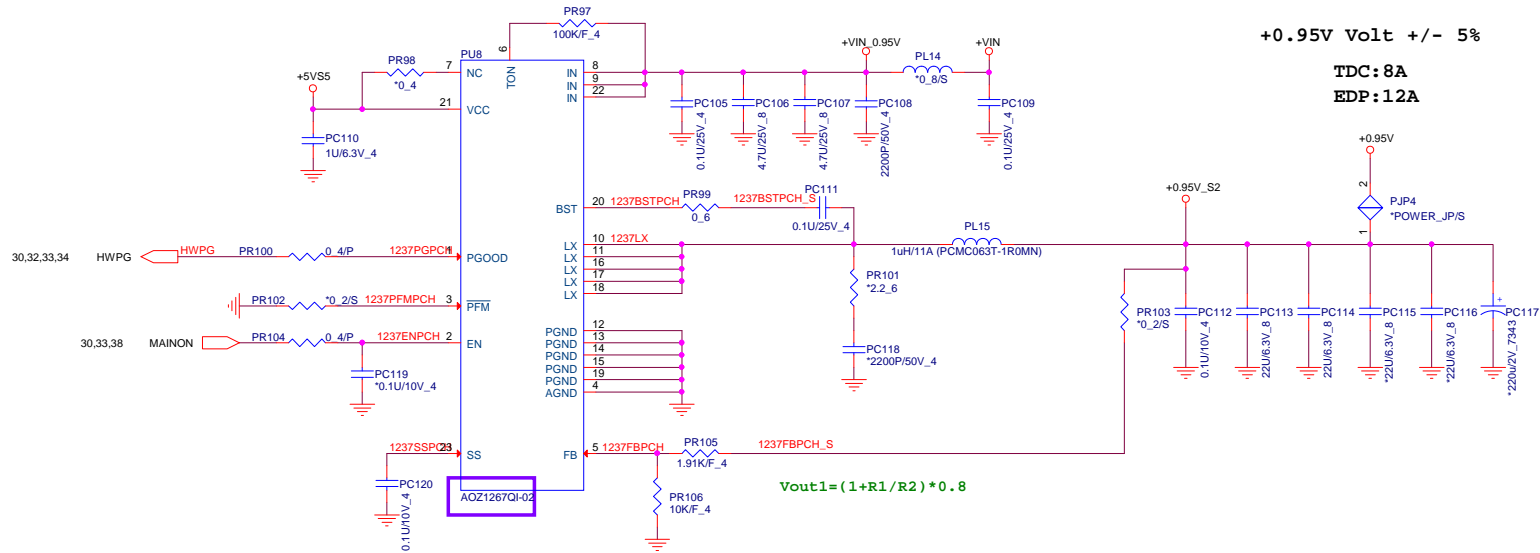 +0.95V Volt +/- 5%
TDC:8A
EDP:12A
PR97
100K/F_4
6
PU8
TON
+5VS5
PR98
*0_4
7
NC
21
VCC
PC110
1U/6.3V_4
IN
8
IN
9
IN
22
+VIN_0.95V
PL14
*0_8/S
+VIN
PC105
0.1U/25V_4
PC106
4.7U/25V_8
PC107
4.7U/25V_8
PC108
2200P/50V_4
PC109
0.1U/25V_4
BST
20
1237BSTPCH
PR99
0_6
1237BSTPCH_S
PC111
0.1U/25V_4
LX
10
1237LX
LX
11
LX
16
LX
17
LX
18
PL15
1uH/11A (PCMC063T-1R0MN)
PR101
*2.2_6
PC118
*2200P/50V_4
+0.95V_S2
+0.95V
2
PJP4
*POWER_JP/S
1
30,32,33,34
HWPG
HWPG
PR100
0_4/P
1237PGPCH
1
PGOOD
PR102
*0_2/S
1237PFMPCH
3
PFM
30,33,38
MAINON
PR104
0_4/P
1237ENPCH
2
EN
PC119
*0.1U/10V_4
PGND
12
PGND
13
PGND
14
PGND
15
PGND
19
AGND
4
PR103
*0_2/S
PC112
0.1U/10V_4
PC113
22U/6.3V_8
PC114
22U/6.3V_8
PC115
*22U/6.3V_8
PC116
*22U/6.3V_8
+
PC117
*220u/2V_7343
1237SSPCH
23
SS
PC120
0.1U/10V_4
FB
5
1237FBPCH
PR105
1.91K/F_4
1237FBPCH_S
PR106
10K/F_4
Vout1=(1+R1/R2)*0.8
AOZ1267QI-02